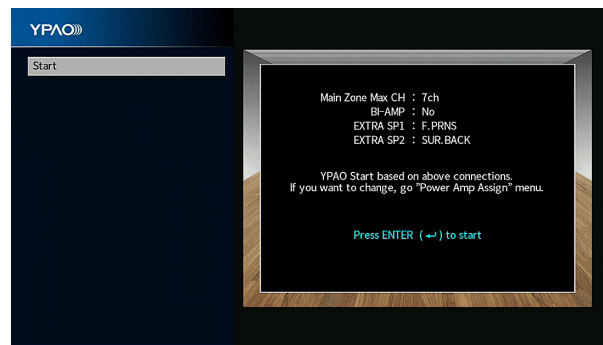 YPAO
Start
Main Zone Max CH : 7ch
BI-AMP : No
EXTRA SP1 : F.PRNS
EXTRA SP2 : SUR.BACK
YPAO Start based on above connections.
If you want to change, go "Power Amp Assign" menu.
Press ENTER (↵) to start